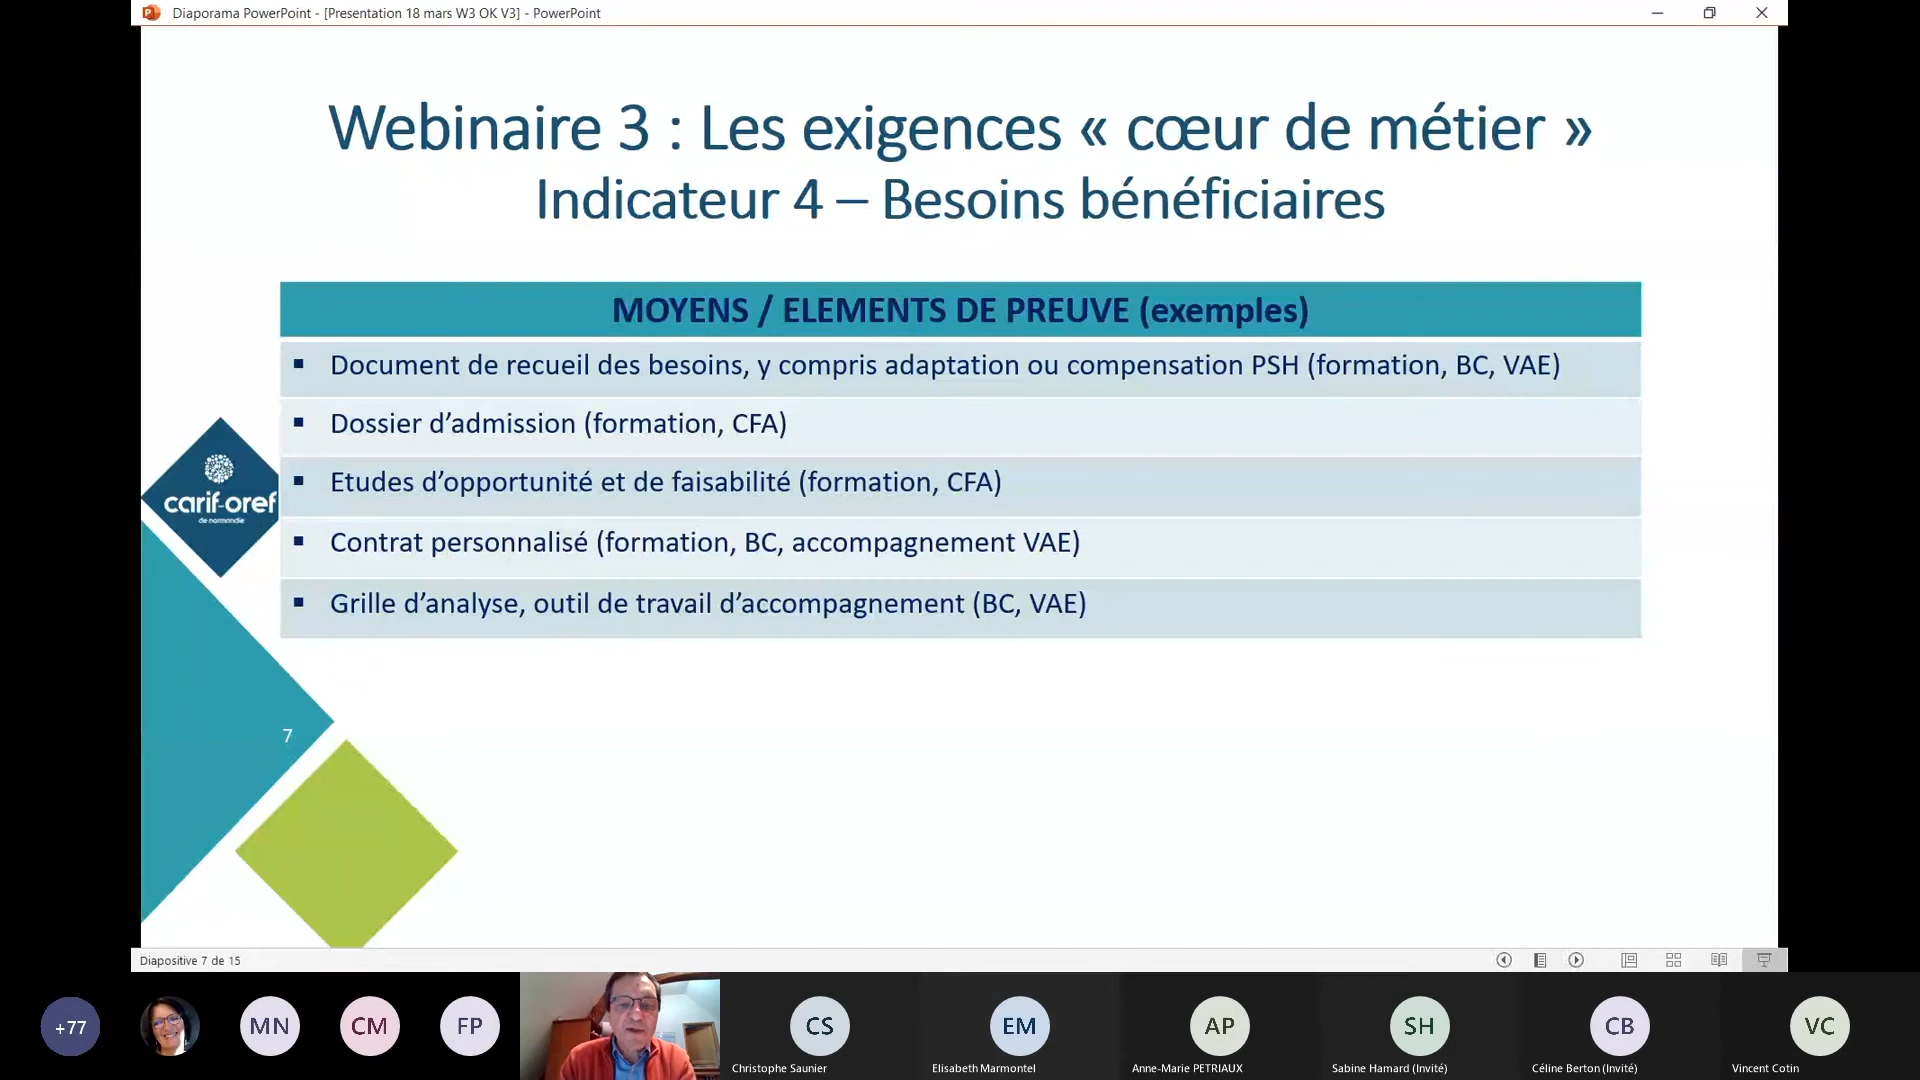 Diaporama PowerPoint - [Presentation 18 mars W3 OK V3] - PowerPoint
Webinaire 3 : Les exigences « cœur de métier »
Indicateur 4 – Besoins bénéficiaires
MOYENS / ELEMENTS DE PREUVE (exemples)
▪ Document de recueil des besoins, y compris adaptation ou compensation PSH (formation, BC, VAE)
▪ Dossier d’admission (formation, CFA)
▪ Etudes d’opportunité et de faisabilité (formation, CFA)
▪ Contrat personnalisé (formation, BC, accompagnement VAE)
▪ Grille d’analyse, outil de travail d’accompagnement (BC, VAE)
carif-oref
de normandie
7
Diapositive 7 de 15
+77
MN
CM
FP
CS
EM
AP
SH
CB
VC
Christophe Saunier
Elisabeth Marmontel
Anne-Marie PETRIAUX
Sabine Hamard (Invité)
Céline Berton (Invité)
Vincent Cotin